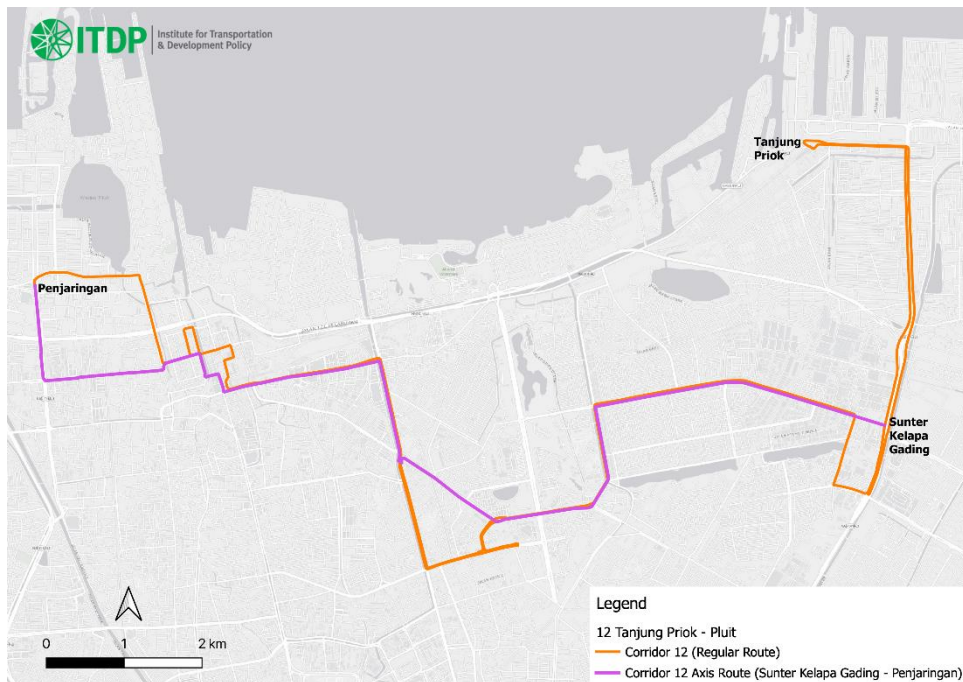 ITDP
Institute for Transportation
& Development Policy
Tanjung
Priok
Penjaringan
Sunter
Kelapa
Gading
0 1 2 km
Legend
12 Tanjung Priok - Pluit
Corridor 12 (Regular Route)
Corridor 12 Axis Route (Sunter Kelapa Gading - Penjaringan)